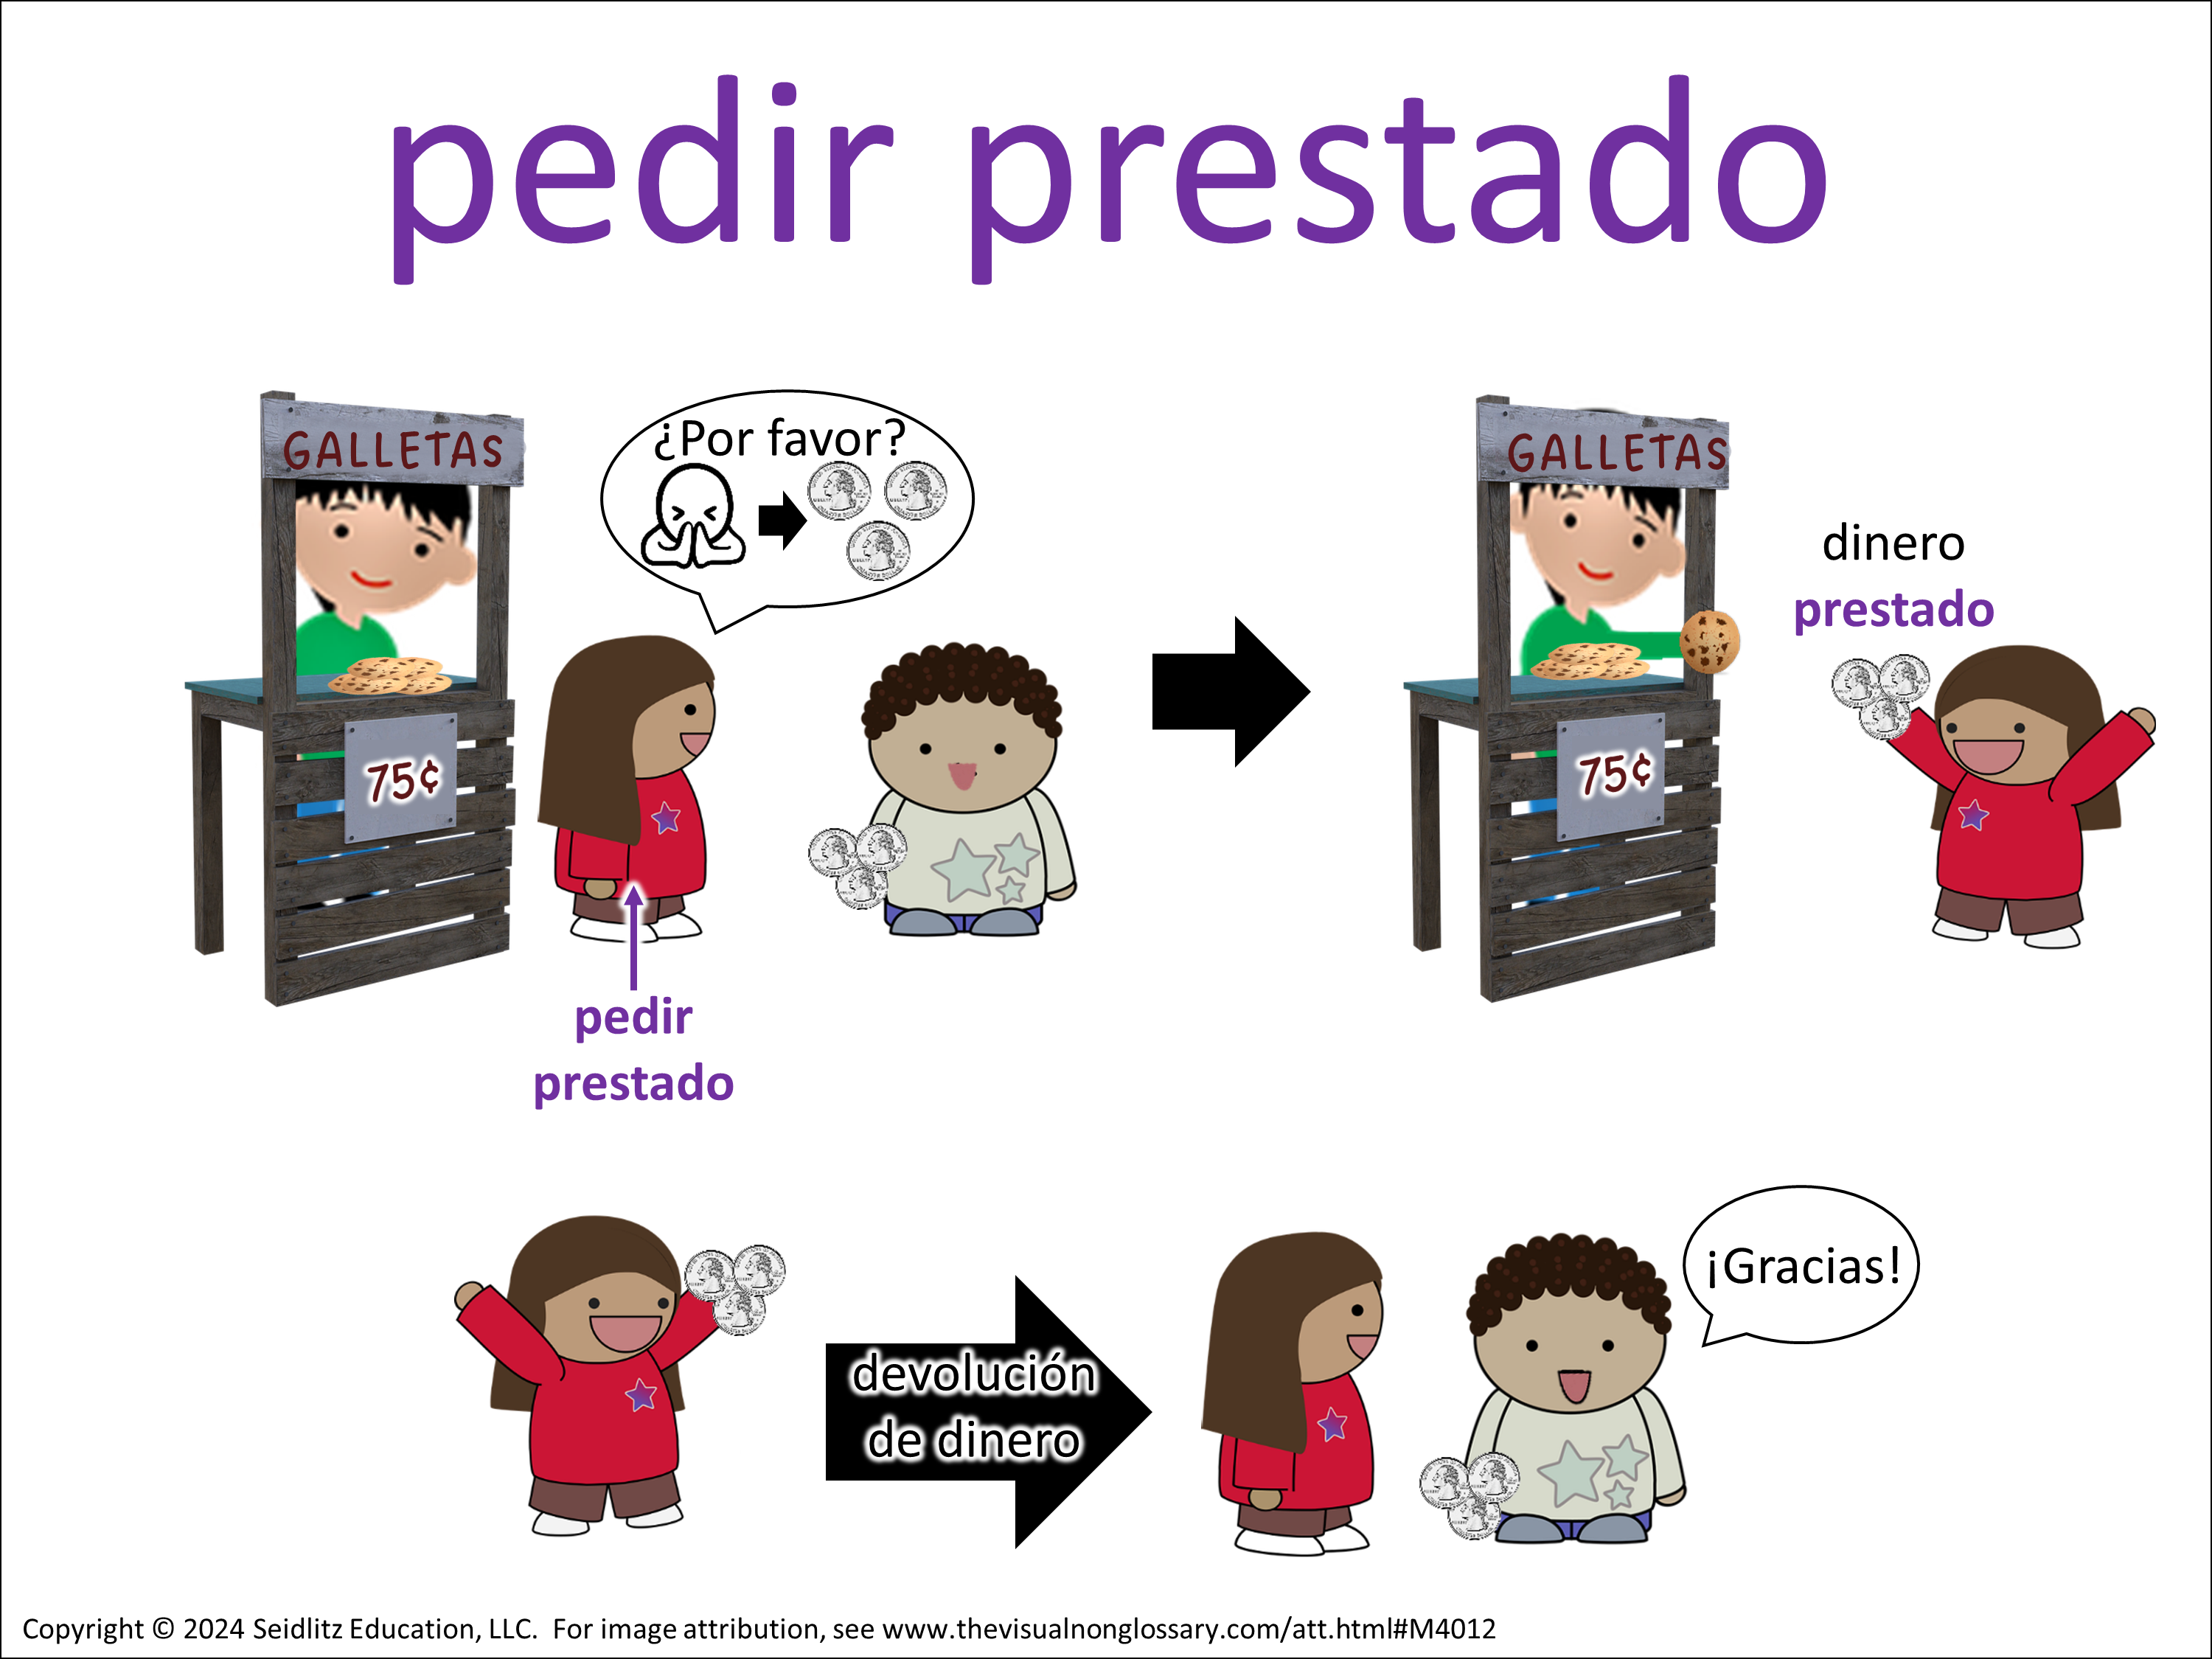 pedir prestado
GALLETAS
¿Por favor?
75¢
pedir
prestado
GALLETAS
dinero
prestado
75¢
devolución
de dinero
¡Gracias!
Copyright © 2024 Seidlitz Education, LLC.  For image attribution, see www.thevisualnonglossary.com/att.html#M4012